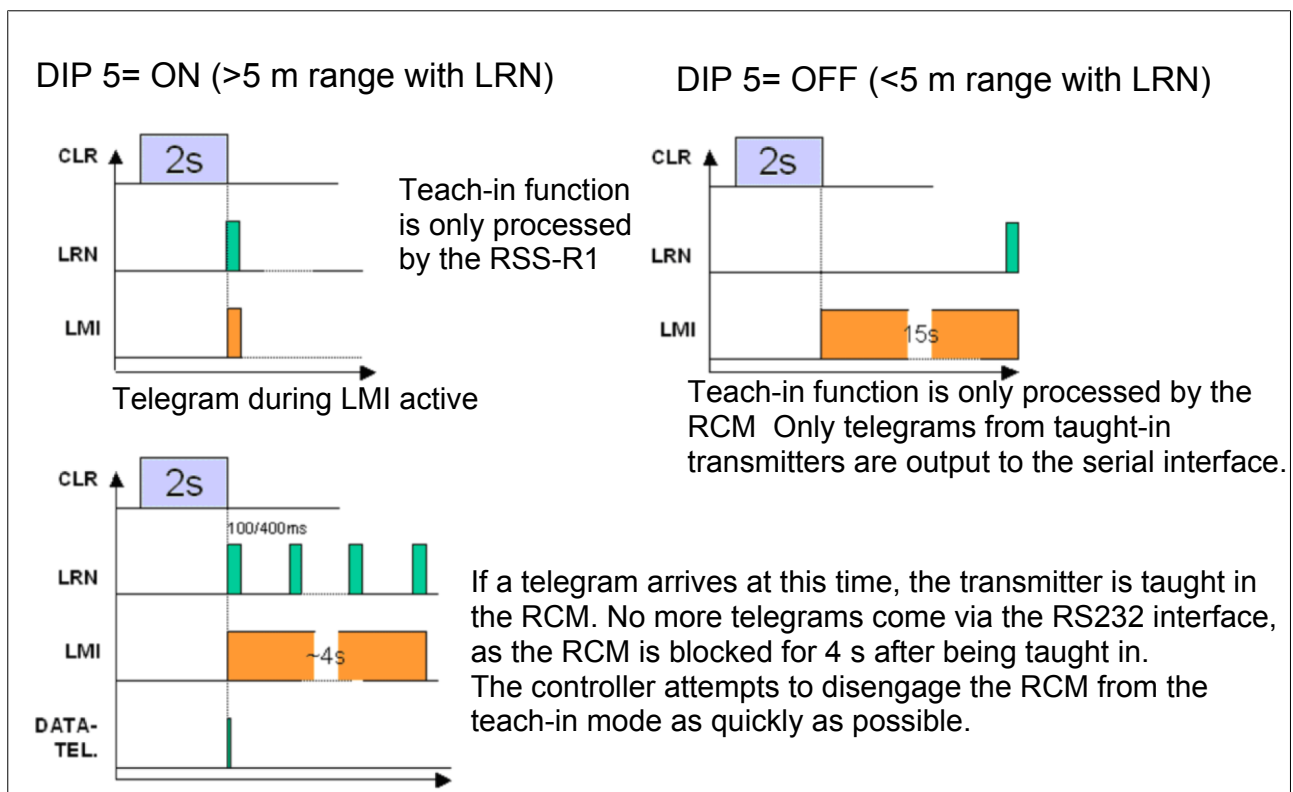 DIP 5= ON (>5 m range with LRN)
CLR
2s
LRN
LMI
Teach-in function
is only processed
by the RSS-R1
Telegram during LMI active
CLR
2s
100/400ms
LRN
LMI
~4s
DATA-
TEL.
DIP 5= OFF (<5 m range with LRN)
CLR
2s
LRN
LMI
15s
Teach-in function is only processed by the
RCM  Only telegrams from taught-in
transmitters are output to the serial interface.
If a telegram arrives at this time, the transmitter is taught in
the RCM. No more telegrams come via the RS232 interface,
as the RCM is blocked for 4 s after being taught in.
The controller attempts to disengage the RCM from the
teach-in mode as quickly as possible.